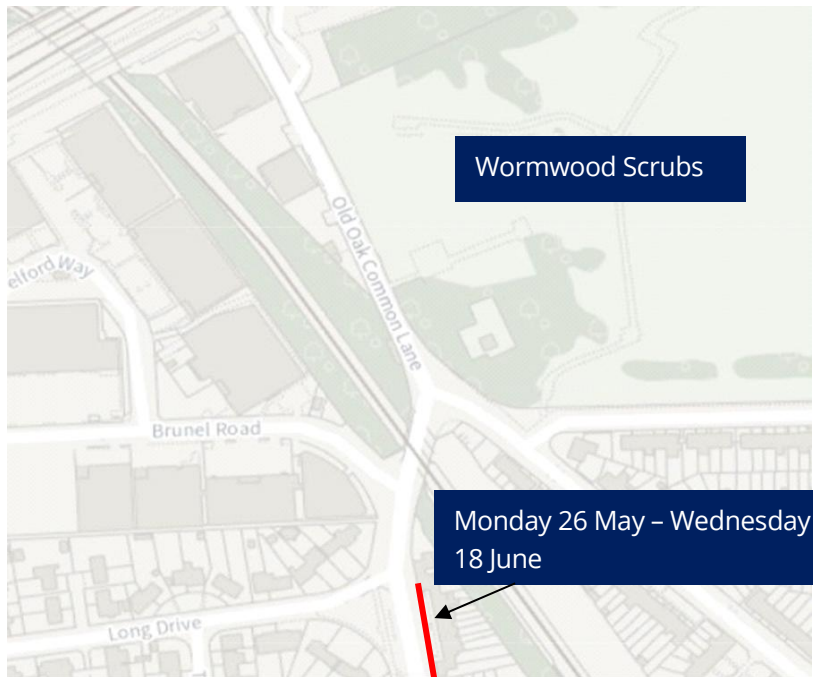 Wormwood Scrubs
Old Oak Common Lane
elford Way
Brunel Road
Monday 26 May – Wednesday
18 June
Long Drive